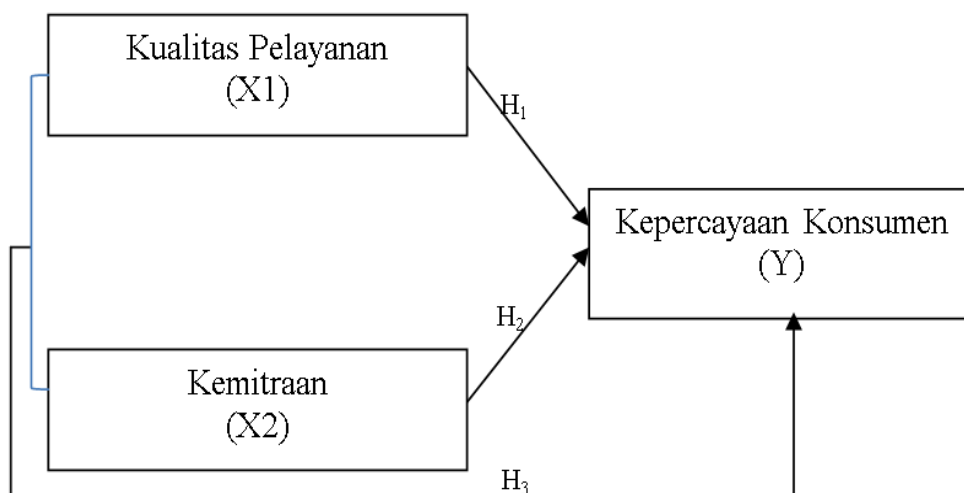 Kualitas Pelayanan
(X1)
H₁
Kepercayaan Konsumen
(Y)
H₂
Kemitraan
(X2)
H₃